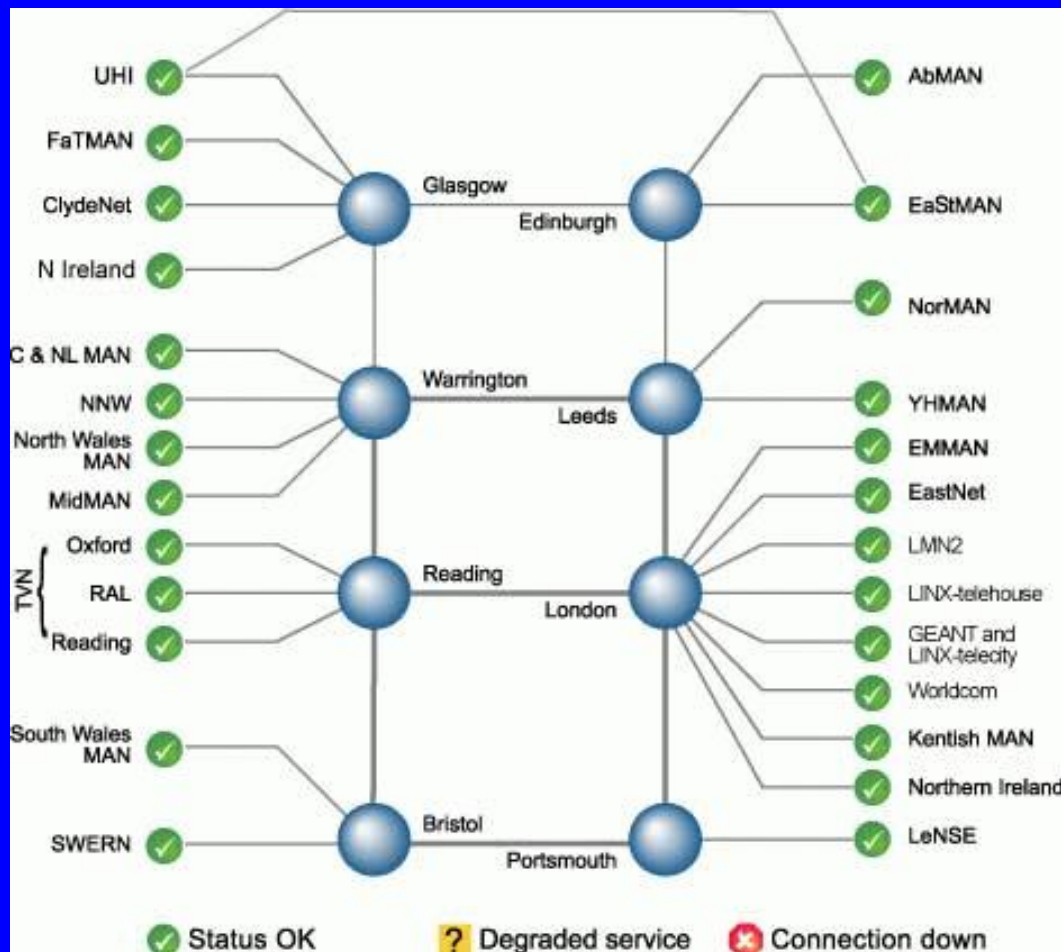 UHI
AbMAN
FaTMAN
Glasgow
ClydeNet
EaStMAN
Edinburgh
N Ireland
NorMAN
C & NL MAN
Warrington
NNW
Leeds
YHMAN
North Wales
MAN
EMMAN
MidMAN
EastNet
TVN
Oxford
LMN2
Reading
RAL
London
LINX-telehouse
Reading
GEANT and
LINX-telecity
Worldcom
South Wales
MAN
Kentish MAN
Northern Ireland
Bristol
SWERN
Portsmouth
LeNSE
Status OK
? Degraded service
Connection down